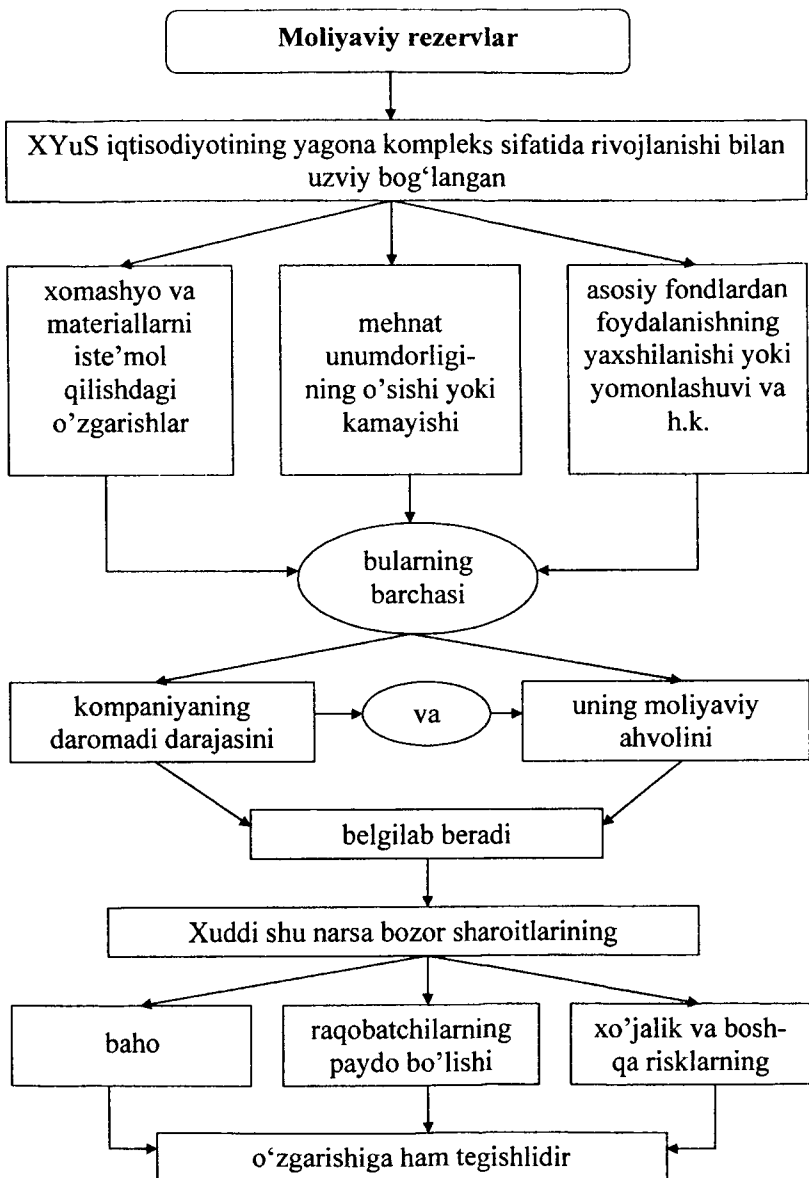 Moliyaviy rezervlar
XYuS iqtisodiyotining yagona kompleks sifatida rivojlanishi bilan
uzviy bog‘langan
xomashyo va
materiallarni
iste’mol
qilishdagi
o’zgarishlar
mehnat
unumdorligi-
ning o’sishi yoki
kamayishi
asosiy fondlardan
foydalanishning
yaxshilanishi yoki
yomonlashuvi va
h.k.
bularning
barchasi
kompaniyaning
daromadi darajasini
va
uning moliyaviy
ahvolini
belgilab beradi
Xuddi shu narsa bozor sharoitlarining
baho
raqobatchilarning
paydo bo’lishi
xo’jalik va bosh-
qa risklarning
o‘zgarishiga ham tegishlidir